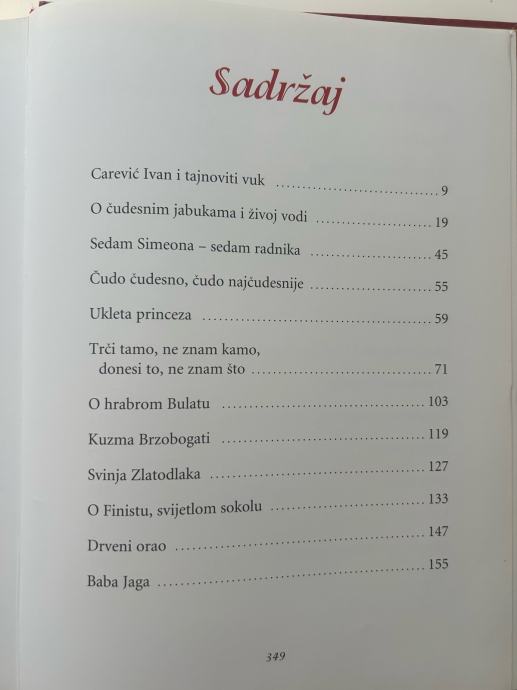 Sadržaj
Carević Ivan i tajnoviti vuk ........................................ 9
O čudesnim jabukama i živoj vodi ............................ 19
Sedam Simeona – sedam radnika ............................. 45
Čudo čudesno, čudo najčudesnije ............................. 55
Ukleta princeza ........................................................ 59
Trči tamo, ne znam kamo,
donesi to, ne znam što ............................................ 71
O hrabrom Bulatu .................................................. 103
Kuzma Brzobogati .................................................. 119
Svinja Zlatodlaka .................................................... 127
O Finistu, svijetlom sokolu ...................................... 133
Drveni orao ............................................................ 147
Baba Jaga ............................................................... 155
349